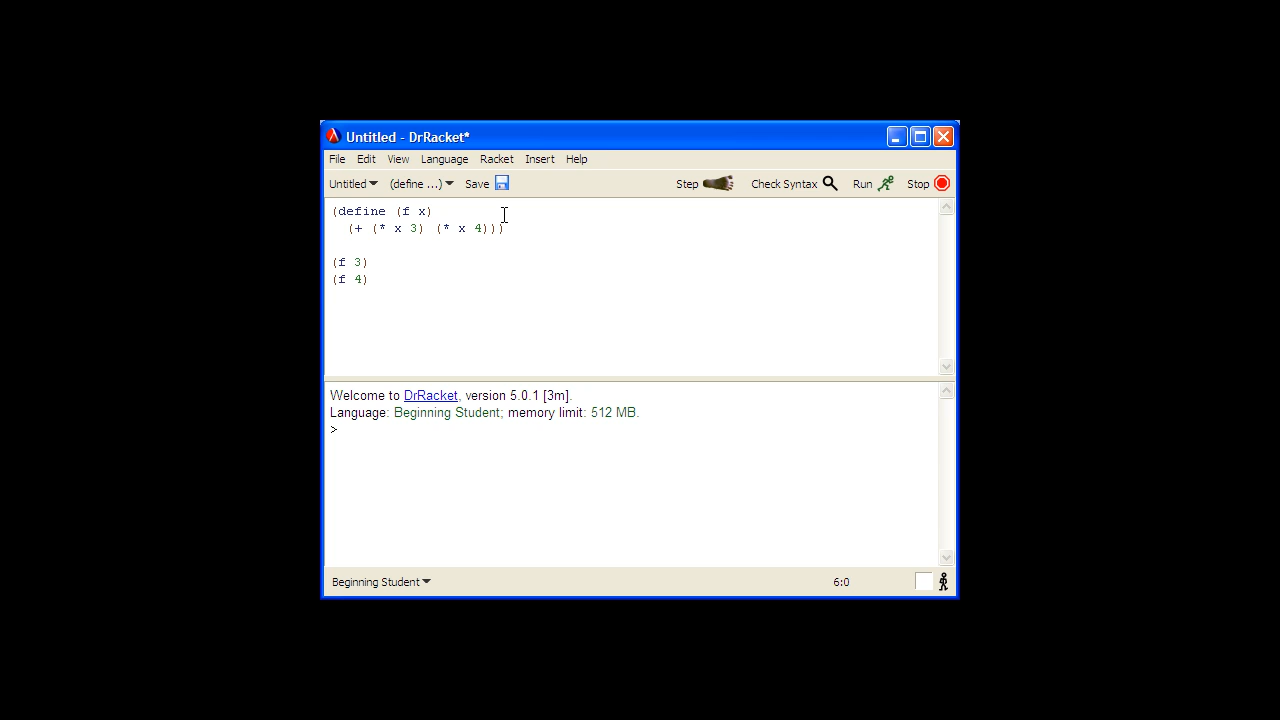 Untitled - DrRacket*
File Edit View Language Racket Insert Help
Untitled (define ...) Save Step Check Syntax Run Stop
(define (f x)
  (+ (* x 3) (* x 4)))
(f 3)
(f 4)
Welcome to DrRacket, version 5.0.1 [3m].
Language: Beginning Student; memory limit: 512 MB.
>
Beginning Student 6:0